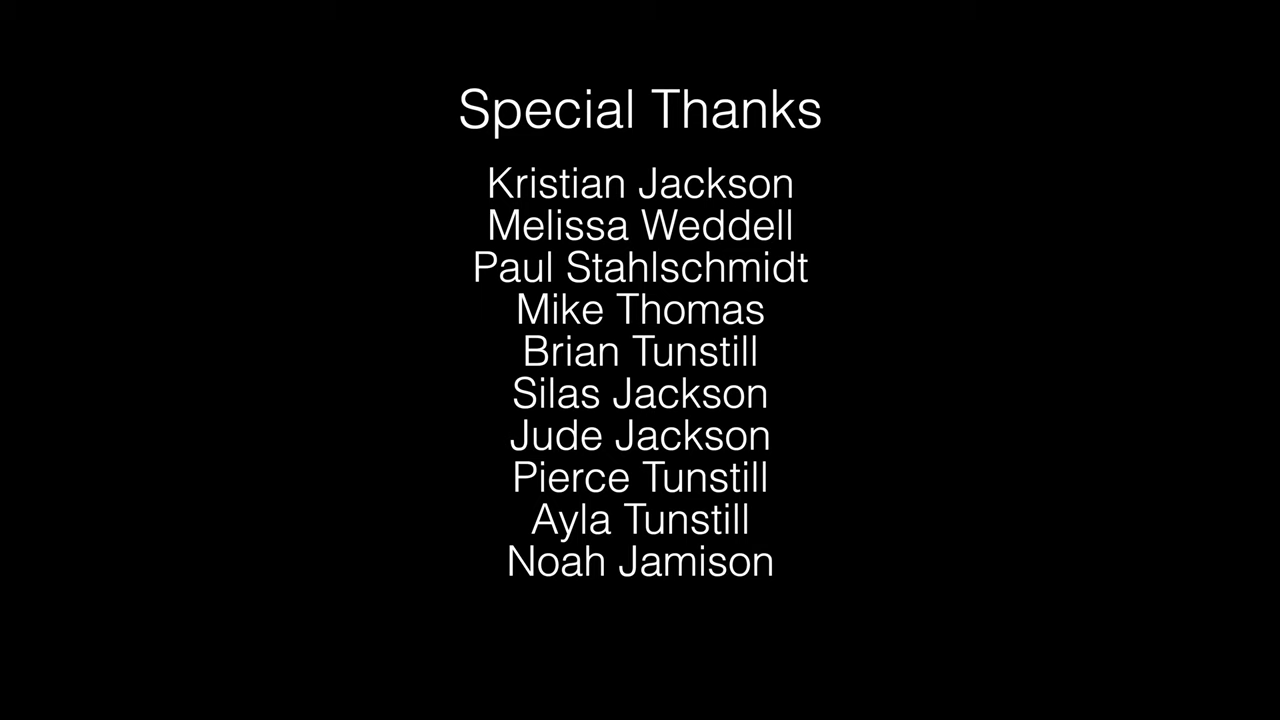 Special Thanks
Kristian Jackson
Melissa Weddell
Paul Stahlschmidt
Mike Thomas
Brian Tunstill
Silas Jackson
Jude Jackson
Pierce Tunstill
Ayla Tunstill
Noah Jamison